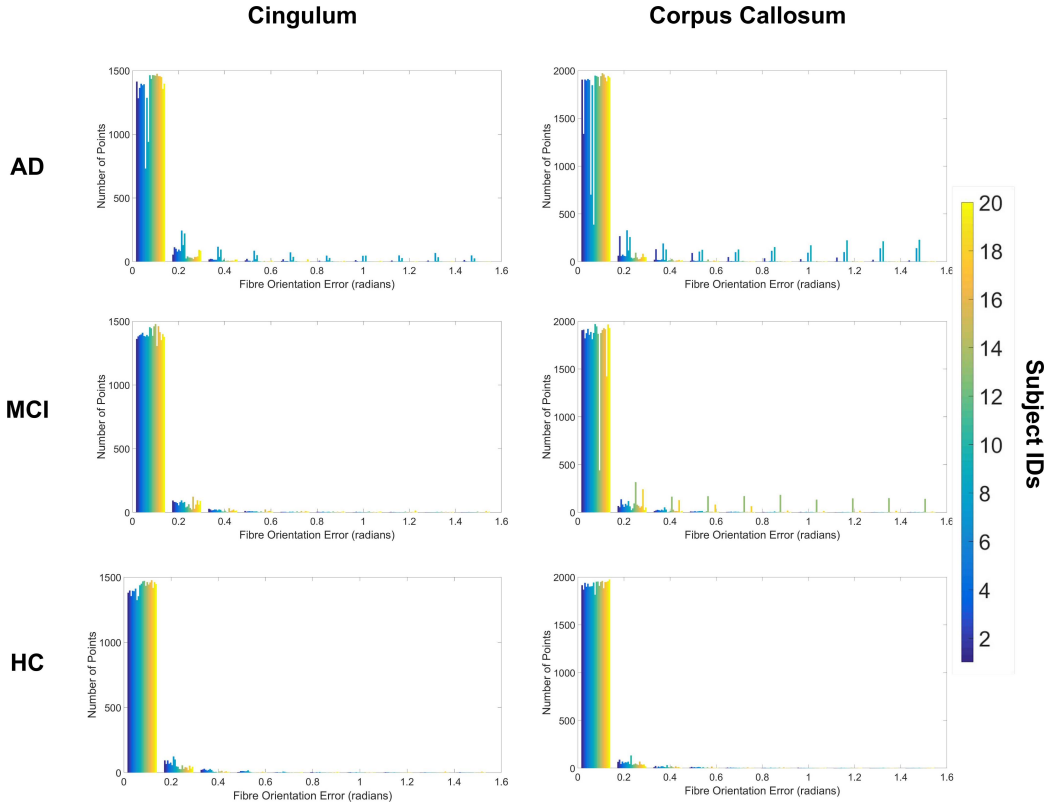 Cingulum
Corpus Callosum
AD
Number of Points
1500
1000
500
0
0 0.2 0.4 0.6 0.8 1 1.2 1.4 1.6
Fibre Orientation Error (radians)
Number of Points
2000
1500
1000
500
0
0 0.2 0.4 0.6 0.8 1 1.2 1.4 1.6
Fibre Orientation Error (radians)
MCI
Number of Points
1500
1000
500
0
0 0.2 0.4 0.6 0.8 1 1.2 1.4 1.6
Fibre Orientation Error (radians)
Number of Points
2000
1500
1000
500
0
0 0.2 0.4 0.6 0.8 1 1.2 1.4 1.6
Fibre Orientation Error (radians)
HC
Number of Points
1500
1000
500
0
0 0.2 0.4 0.6 0.8 1 1.2 1.4 1.6
Fibre Orientation Error (radians)
Number of Points
2000
1500
1000
500
0
0 0.2 0.4 0.6 0.8 1 1.2 1.4 1.6
Fibre Orientation Error (radians)
20
18
16
14
12
10
8
6
4
2
Subject IDs